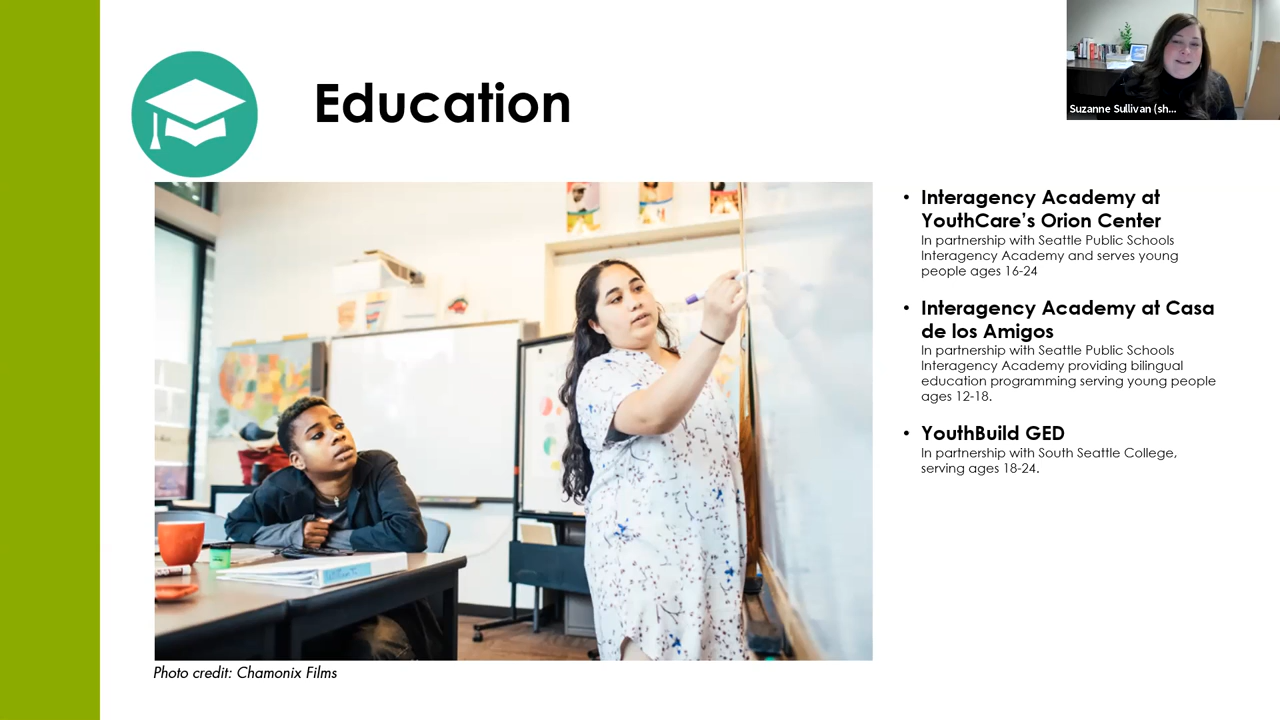 Education
Suzanne Sullivan (sh...
• Interagency Academy at
YouthCare's Orion Center
In partnership with Seattle Public Schools
Interagency Academy and serves young
people ages 16-24
• Interagency Academy at Casa
de los Amigos
In partnership with Seattle Public Schools
Interagency Academy providing bilingual
education programming serving young people
ages 12-18.
• YouthBuild GED
In partnership with South Seattle College,
serving ages 18-24.
Photo credit: Chamonix Films